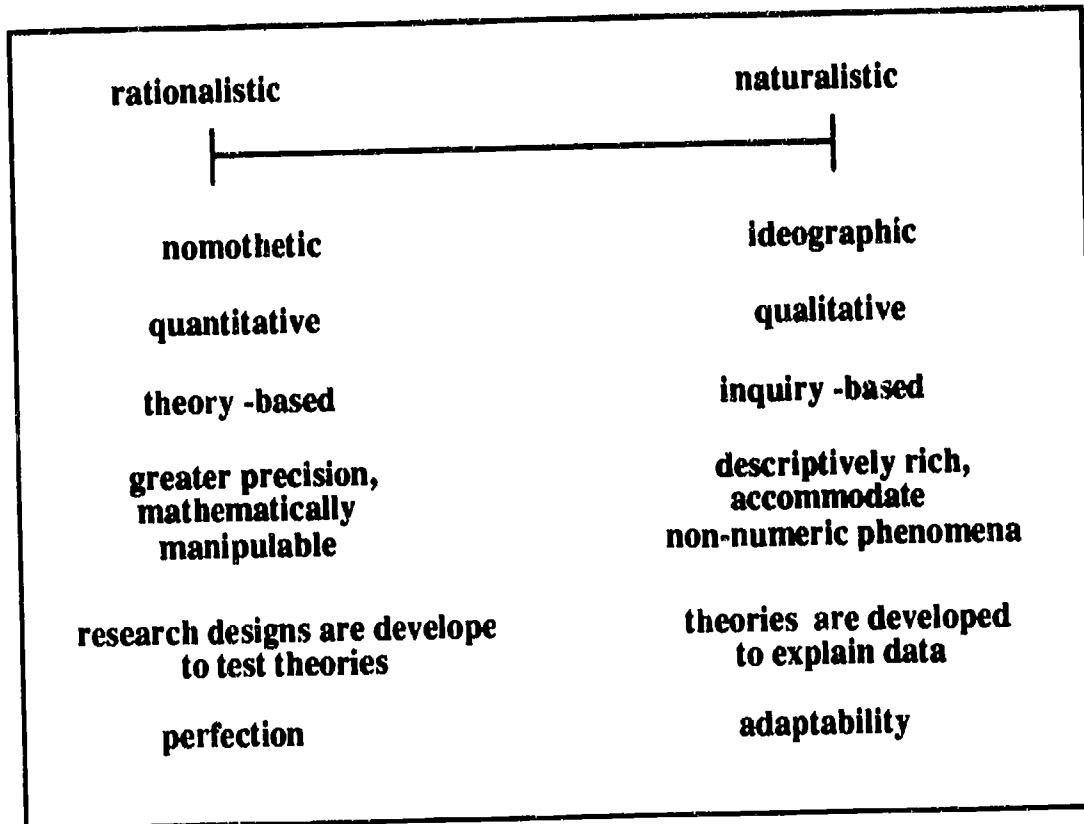 rationalistic
naturalistic
nomothetic
ideographic
quantitative
qualitative
theory -based
inquiry -based
greater precision,
mathematically
manipulable
descriptively rich,
accommodate
non-numeric phenomena
research designs are develope
to test theories
theories are developed
to explain data
perfection
adaptability